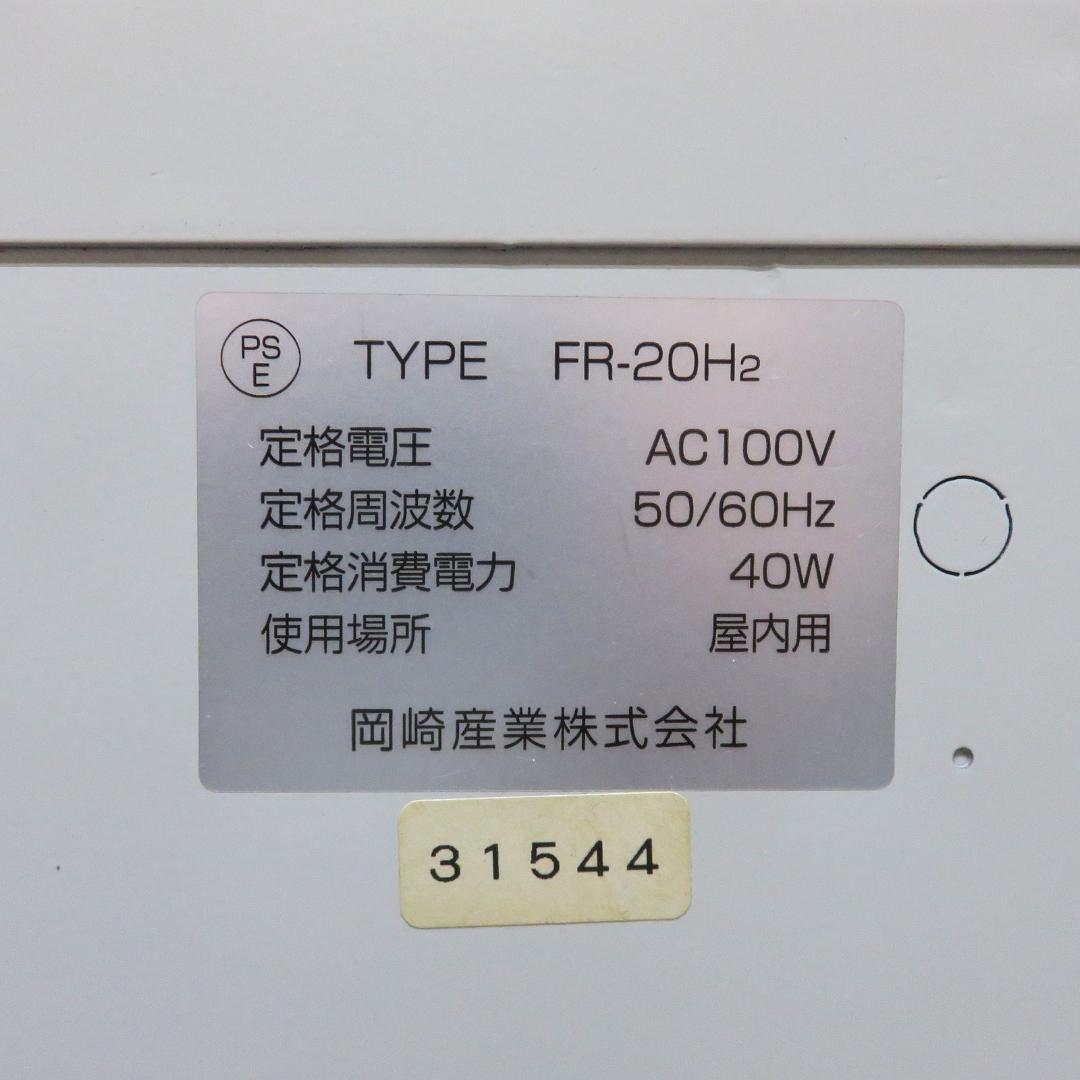 PSE TYPE FR-20H2
定格電圧 AC100V
定格周波数 50/60Hz
定格消費電力 40W
使用場所 屋内用
岡崎産業株式会社
31544